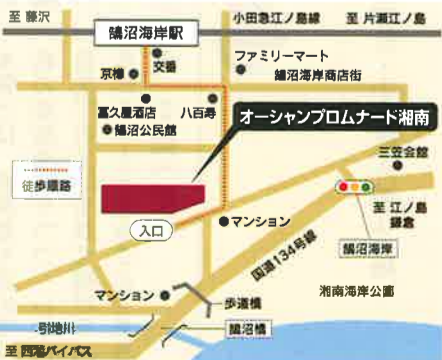 至 藤沢
小田急江ノ島線
至 片瀬江ノ島
鵠沼海岸駅
交番
京樽
ファミリーマート
鵠沼海岸商店街
富久屋酒店
八百寿
鵠沼公民館
オーシャンプロムナード湘南
三笠会館
徒歩順路
至 江ノ島
鎌倉
入口
マンション
鵠沼海岸
国道134号線
湘南海岸公園
マンション
歩道橋
引地川
鵠沼橋
至 西湘バイパス